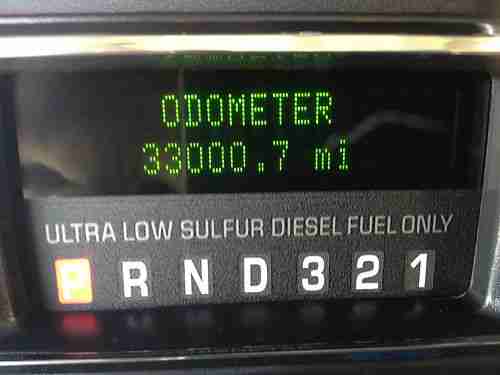 ODOMETER
33000.7 mi
ULTRA LOW SULFUR DIESEL FUEL ONLY
P R N D 3 2 1